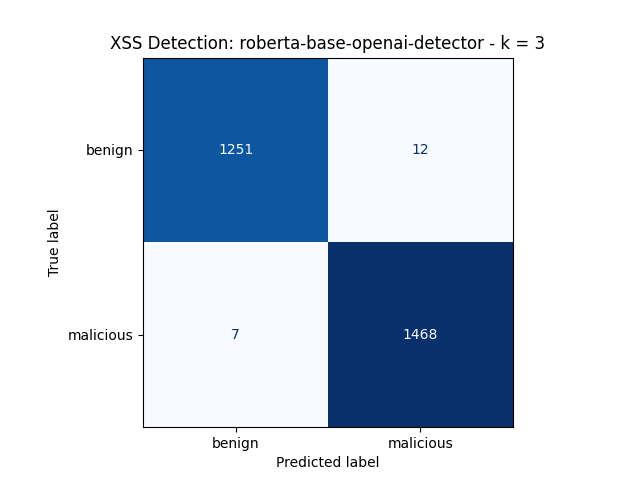 XSS Detection: roberta-base-openai-detector - k = 3
True label
benign
1251
12
malicious
7
1468
benign
malicious
Predicted label